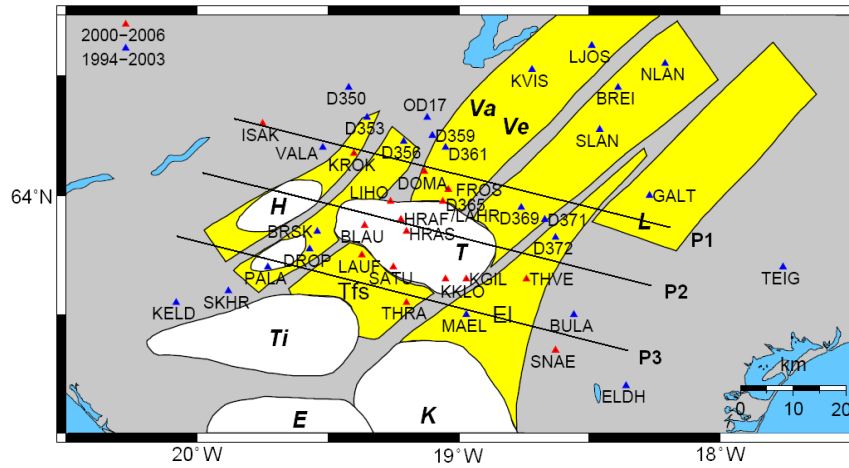 2000−2006
1994−2003
LJOS
KVIS
NLAN
D350
BREI
OD17
Va
ISAK
D353
D359
Ve
SLAN
VALA
D356
D361
KROK
64°N
DOMA
FROS
GALT
LIHO
D365
H
HRAF/LAHR
D369
D371
L
P1
BRSK
BLAU
HRAS
T
D372
DROP
LAUF
PALA
SATU
KGIL
THVE
TEIG
KKLO
P2
SKHR
Tfs
KELD
THRA
MAEL
El
BULA
Ti
P3
SNAE
ELDH
0 10 20
E
K
20°W
19°W
18°W